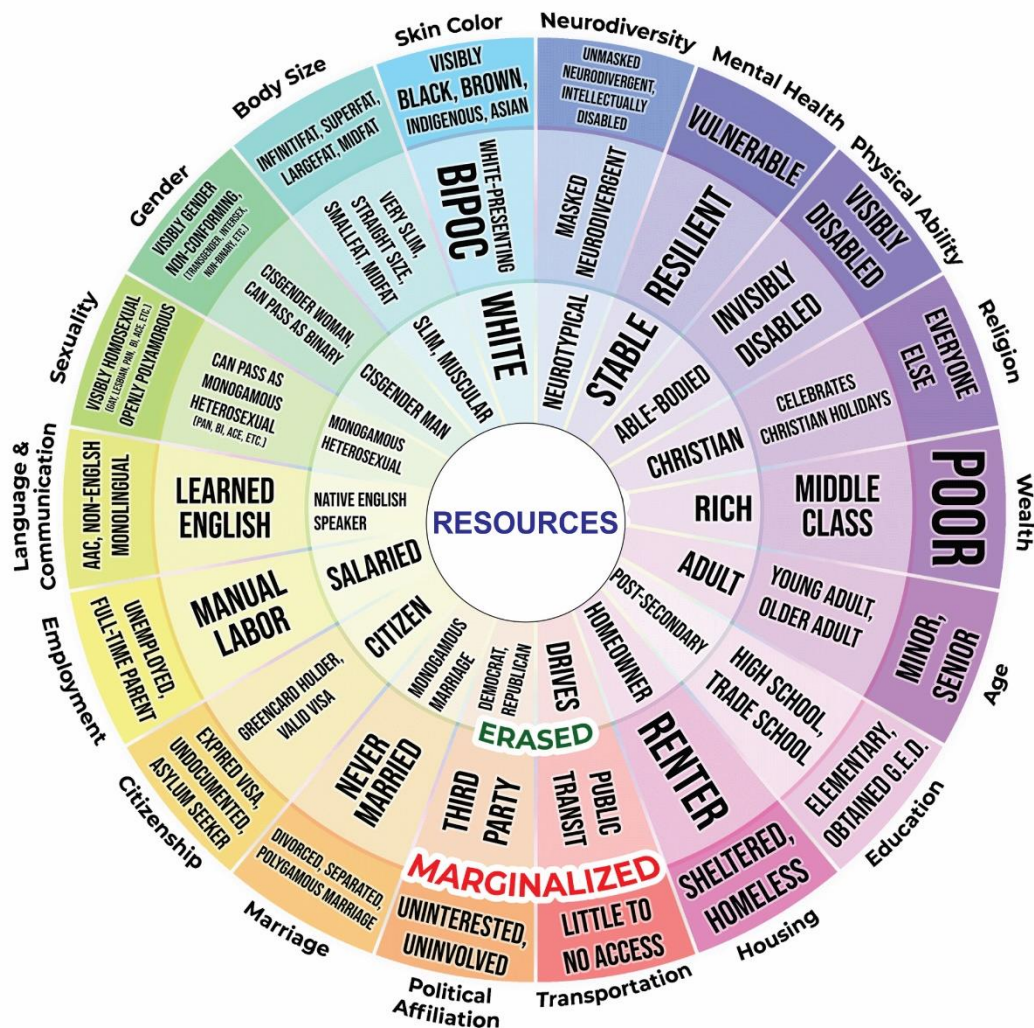 Skin Color
VISIBLY
BLACK, BROWN,
INDIGENOUS, ASIAN
WHITE-PRESENTING
BIPOC
WHITE
Neurodiversity
UNMASKED
NEURODIVERGENT,
INTELLECTUALLY
DISABLED
MASKED
NEURODIVERGENT
NEUROTYPICAL
Mental Health
VULNERABLE
RESILIENT
STABLE
Physical Ability
VISIBLY
DISABLED
INVISIBLY
DISABLED
ABLE-BODIED
Religion
EVERYONE
ELSE
CELEBRATES
CHRISTIAN HOLIDAYS
CHRISTIAN
Wealth
POOR
MIDDLE
CLASS
RICH
Age
MINOR,
SENIOR
YOUNG ADULT,
OLDER ADULT
ADULT
Education
ELEMENTARY,
OBTAINED G.E.D.
HIGH SCHOOL,
TRADE SCHOOL
POST-SECONDARY
Housing
SHELTERED,
HOMELESS
RENTER
HOMEOWNER
Transportation
LITTLE TO
NO ACCESS
PUBLIC
TRANSIT
DRIVES
Political
Affiliation
UNINTERESTED,
UNINVOLVED
THIRD
PARTY
DEMOCRAT,
REPUBLICAN
Marriage
DIVORCED, SEPARATED,
POLYGAMOUS MARRIAGE
NEVER
MARRIED
MONOGAMOUS
MARRIAGE
Citizenship
EXPIRED VISA,
UNDOCUMENTED,
ASYLUM SEEKER
GREENCARD HOLDER,
VALID VISA
CITIZEN
Employment
UNEMPLOYED,
FULL-TIME PARENT
MANUAL
LABOR
SALARIED
Language &
Communication
AAC, NON-ENGLSH
MONOLINGUAL
LEARNED
ENGLISH
NATIVE ENGLISH
SPEAKER
Sexuality
VISIBLY HOMOSEXUAL
(GAY, LESBIAN, PAN, BI, ACE, ETC.)
OPENLY POLYAMOROUS
CAN PASS AS
MONOGAMOUS
HETEROSEXUAL
(PAN, BI, ACE, ETC.)
MONOGAMOUS
HETEROSEXUAL
Gender
VISIBLY GENDER
NON-CONFORMING,
(TRANSGENDER, INTERSEX,
NON-BINARY, ETC.)
CISGENDER WOMAN,
CAN PASS AS BINARY
CISGENDER MAN
Body Size
INFINITIFAT, SUPERFAT,
LARGEFAT, MIDFAT
VERY SLIM,
STRAIGHT SIZE,
SMALLFAT, MIDFAT
SLIM, MUSCULAR
RESOURCES
ERASED
MARGINALIZED